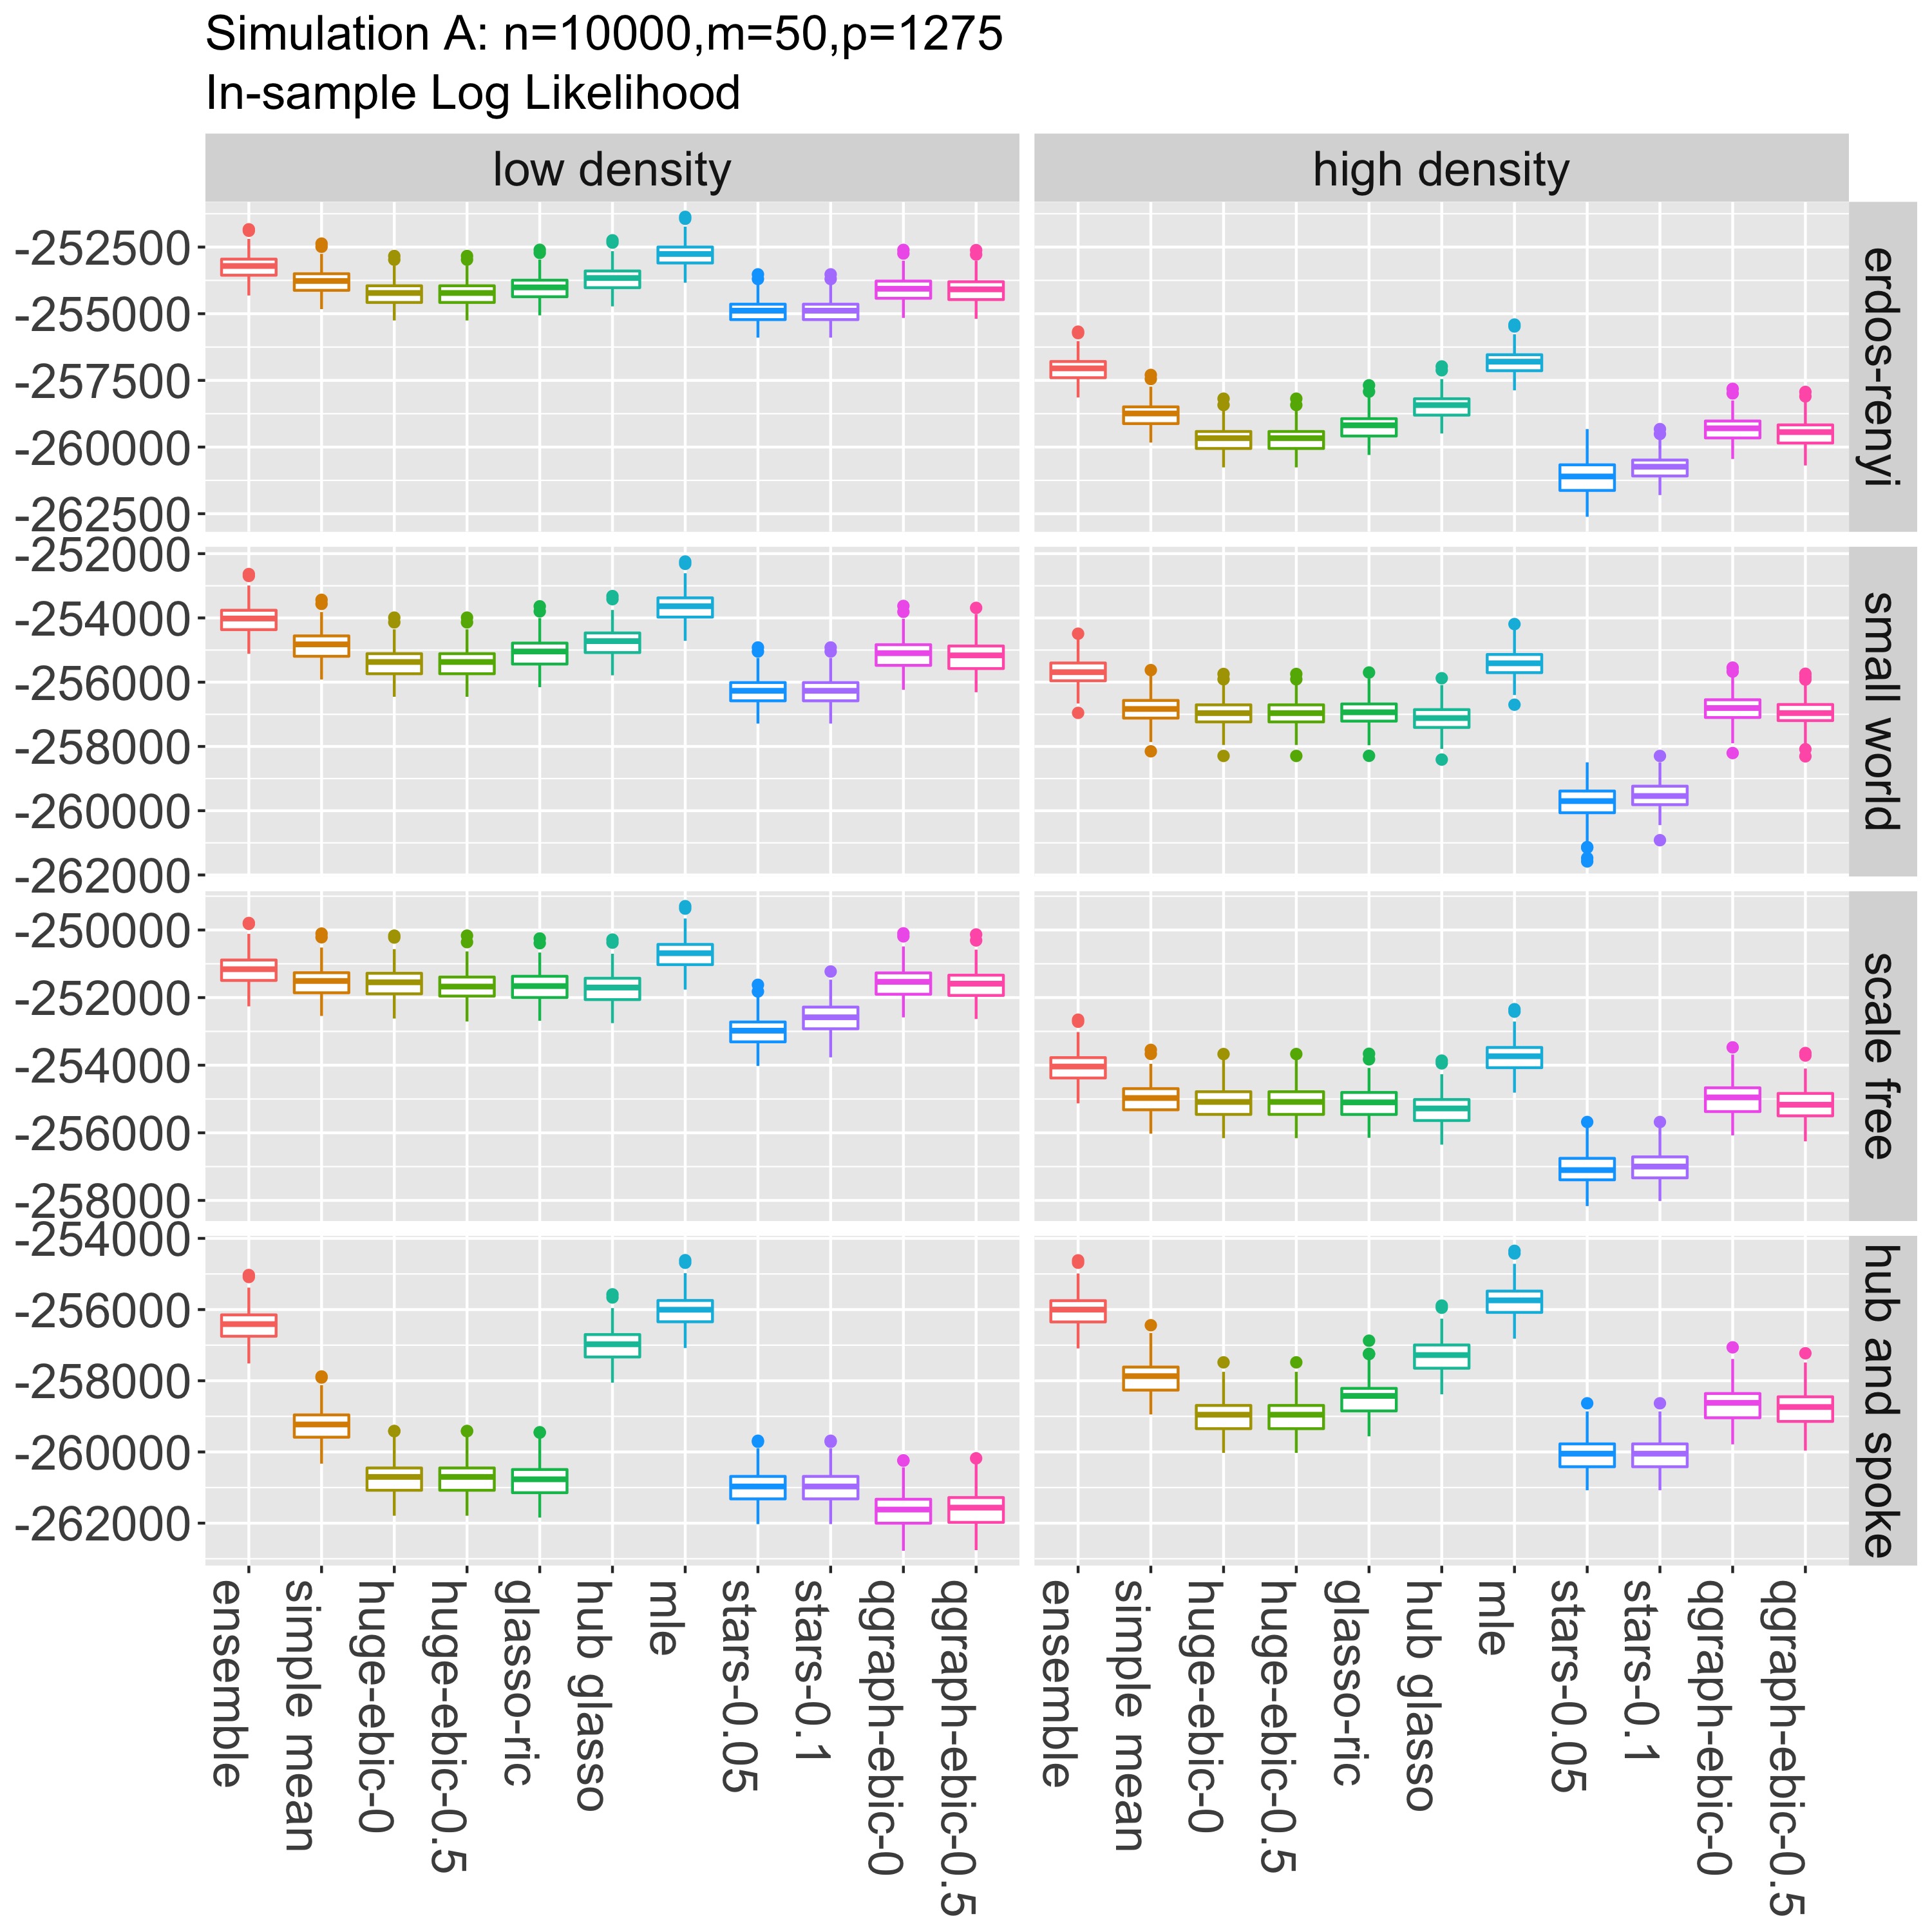 Simulation A: n=10000,m=50,p=1275
In-sample Log Likelihood
low density
high density
-252500
-255000
-257500
-260000
-262500
erdos-renyi
-252000
-254000
-256000
-258000
-260000
-262000
small world
-250000
-252000
-254000
-256000
-258000
scale free
-254000
-256000
-258000
-260000
-262000
hub and spoke
ensemble
simple mean
huge-ebic-0
huge-ebic-0.5
glasso-ric
hub glasso
mle
stars-0.05
stars-0.1
qgraph-ebic-0
qgraph-ebic-0.5
ensemble
simple mean
huge-ebic-0
huge-ebic-0.5
glasso-ric
hub glasso
mle
stars-0.05
stars-0.1
qgraph-ebic-0
qgraph-ebic-0.5